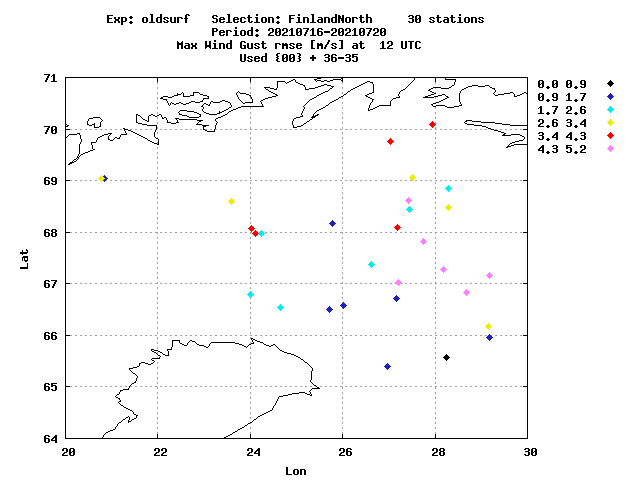 Exp: oldsurf   Selection: FinlandNorth     30 stations
Period: 20210716-20210720
Max Wind Gust rmse [m/s] at  12 UTC
Used {00} + 36-35
0.0 0.9
0.9 1.7
1.7 2.6
2.6 3.4
3.4 4.3
4.3 5.2
71
70
69
68
67
66
65
64
Lat
20 22 24 26 28 30
Lon